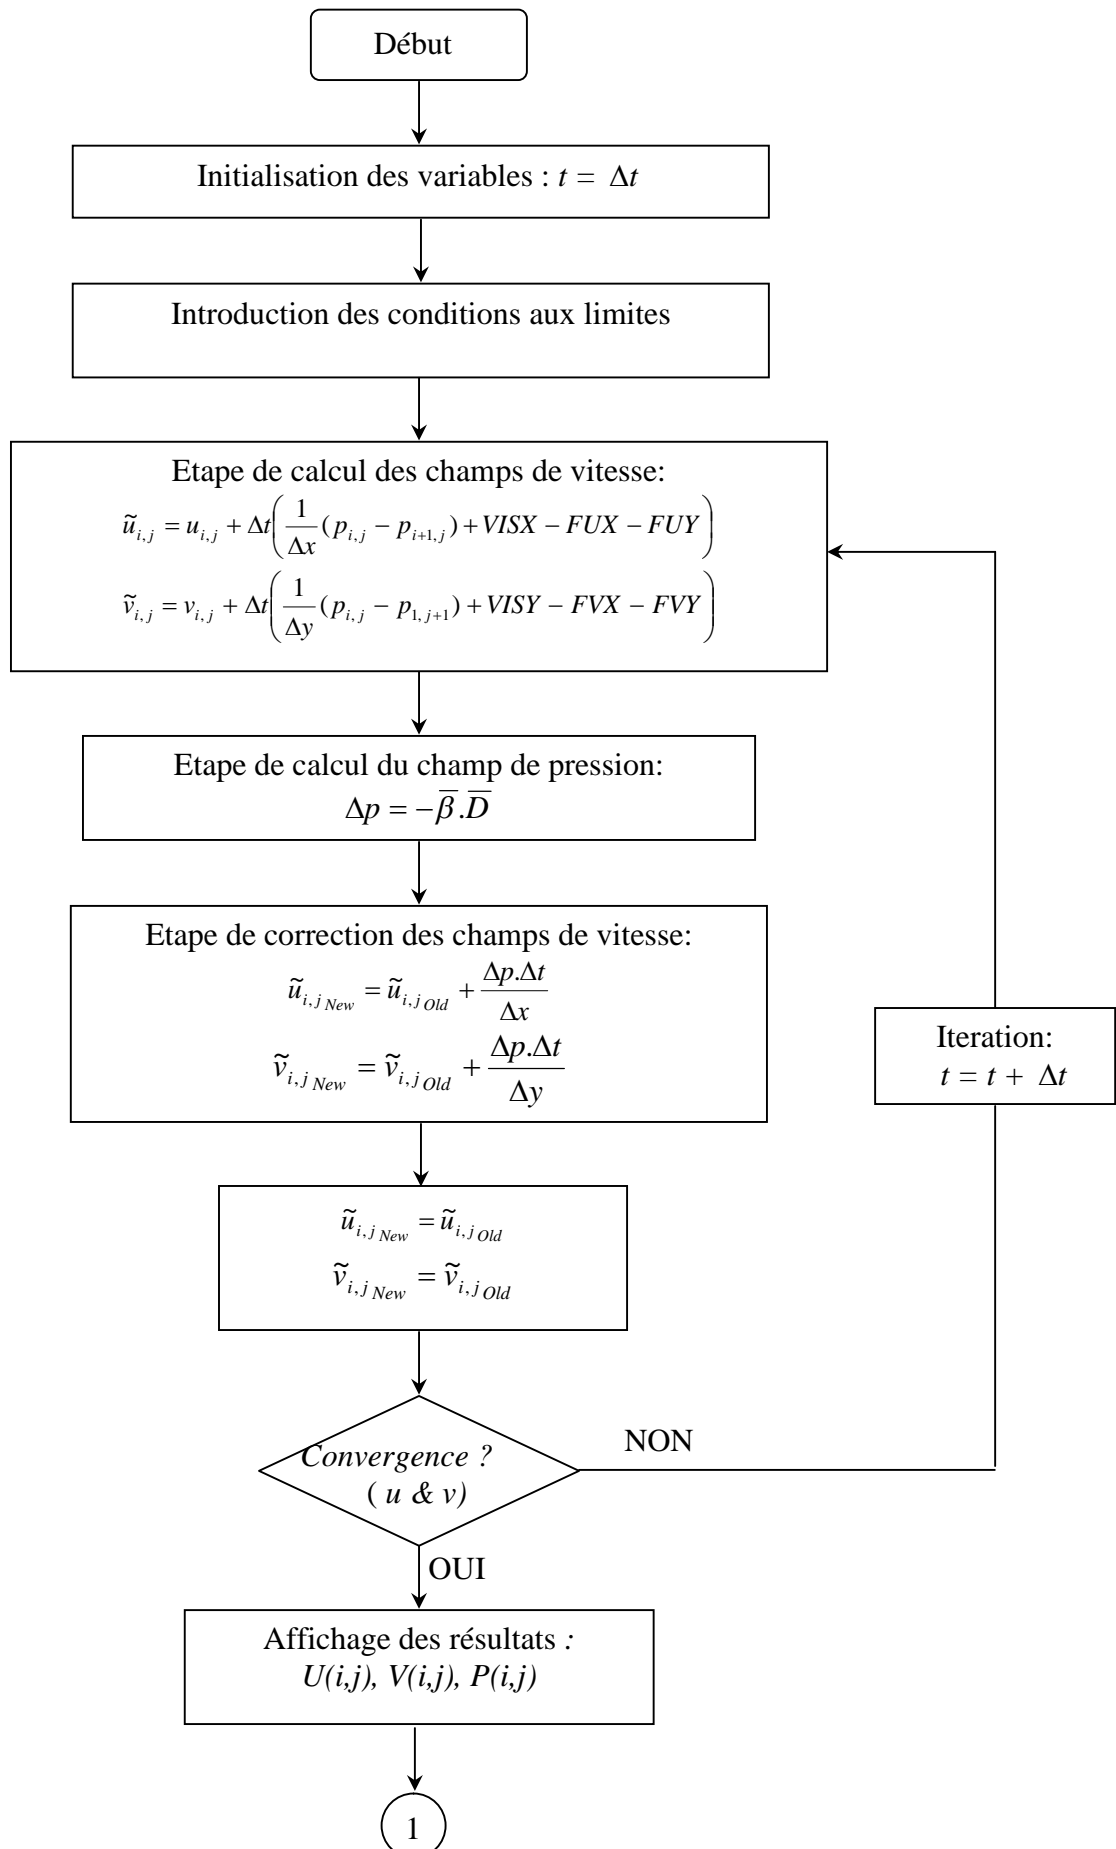 Début
Initialisation des variables : t = Δt
Introduction des conditions aux limites
Etape de calcul des champs de vitesse:
ũ_{i,j} = u_{i,j} + Δt(1/Δx (p_{i,j} − p_{i+1,j}) + VISX − FUX − FUY)
ṽ_{i,j} = v_{i,j} + Δt(1/Δy (p_{i,j} − p_{1,j+1}) + VISY − FVX − FVY)
Etape de calcul du champ de pression:
Δp = −β̅.D̅
Etape de correction des champs de vitesse:
ũ_{i,j New} = ũ_{i,j Old} + Δp.Δt/Δx
ṽ_{i,j New} = ṽ_{i,j Old} + Δp.Δt/Δy
Iteration:
t = t + Δt
ũ_{i,j New} = ũ_{i,j Old}
ṽ_{i,j New} = ṽ_{i,j Old}
Convergence ?
( u & v)
NON
OUI
Affichage des résultats :
U(i,j), V(i,j), P(i,j)
1